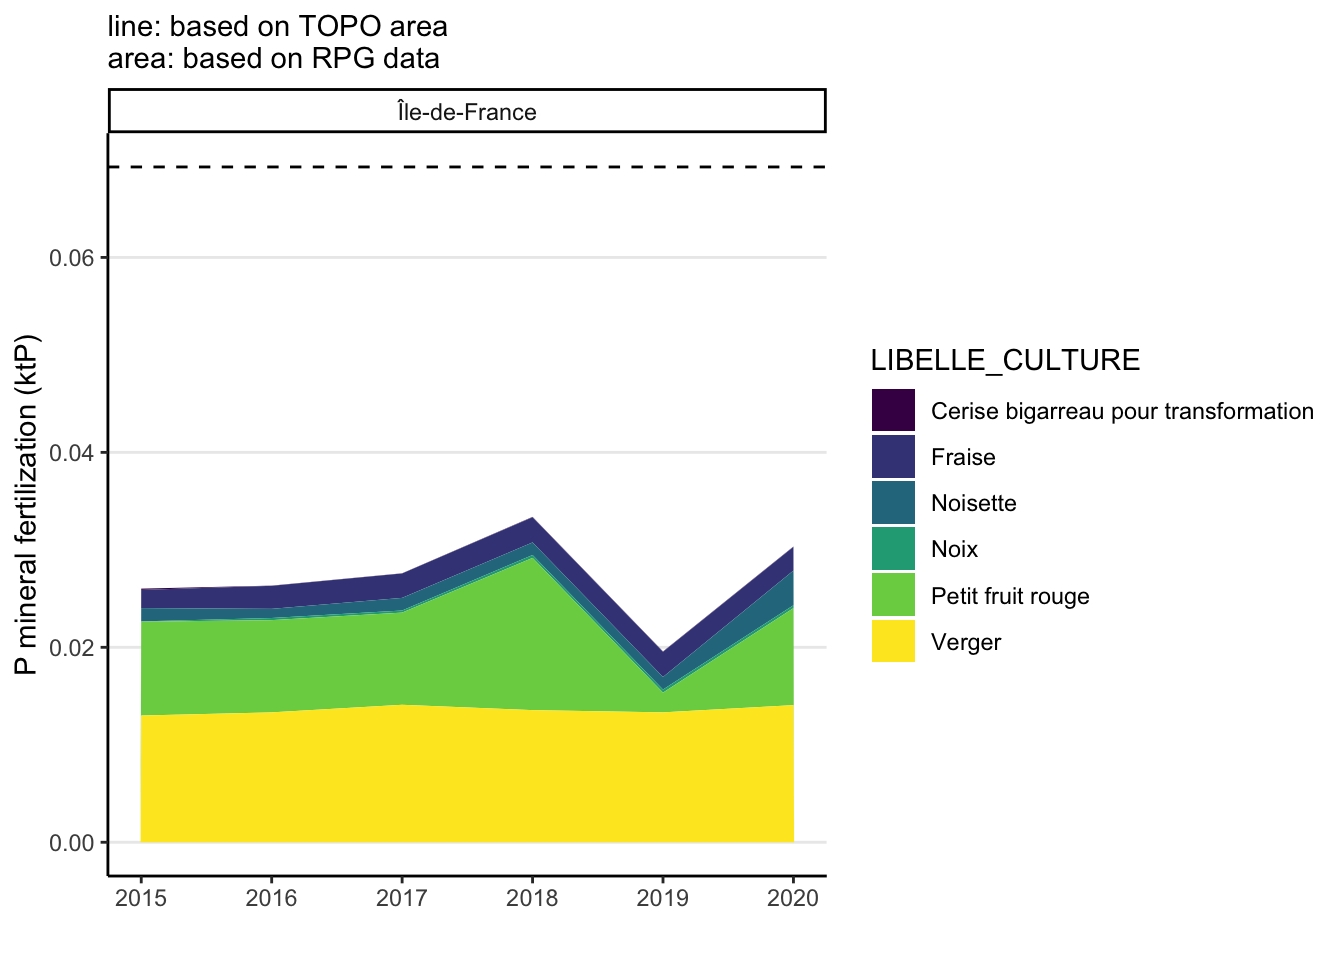 line: based on TOPO area
area: based on RPG data
Île-de-France
P mineral fertilization (ktP)
0.06
0.04
0.02
0.00
2015 2016 2017 2018 2019 2020
LIBELLE_CULTURE
Cerise bigarreau pour transformation
Fraise
Noisette
Noix
Petit fruit rouge
Verger